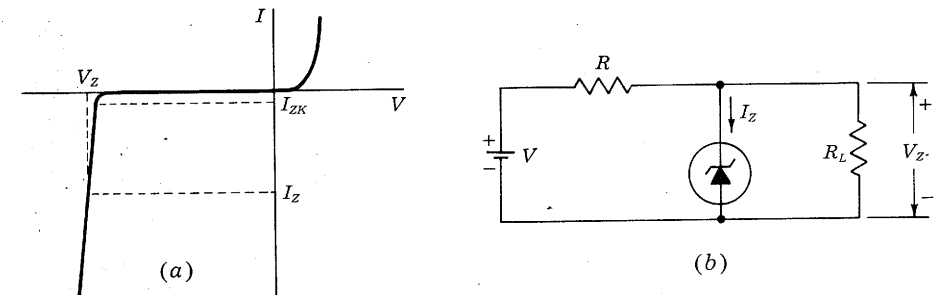 I
V_Z
I_ZK
V
I_Z
(a)
R
I_Z
+
V
-
R_L
+
V_Z
-
(b)